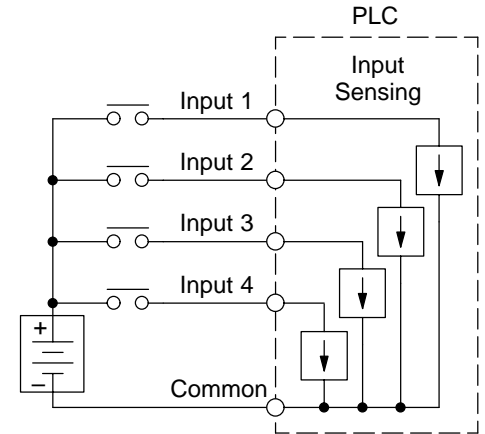 PLC
Input
Sensing
Input 1
Input 2
Input 3
Input 4
+
–
Common